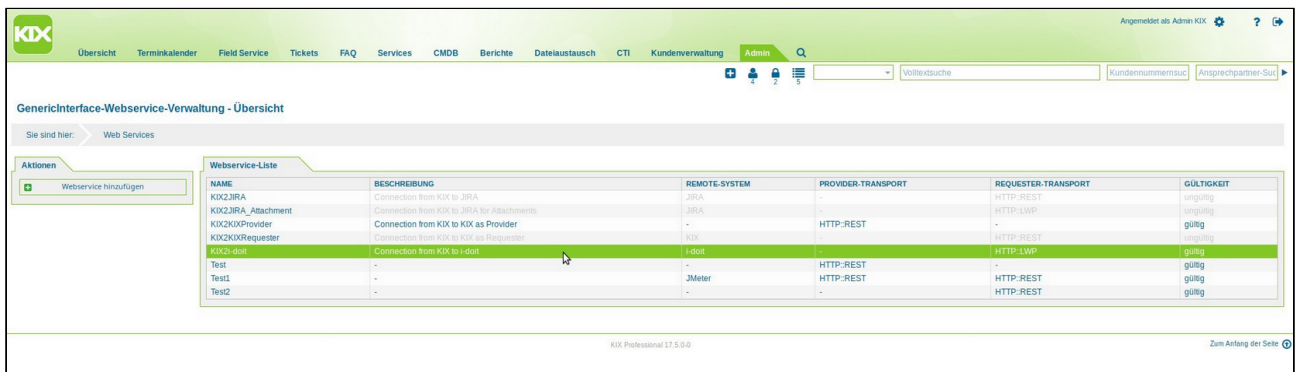 KIX
Angemeldet als Admin KIX ?
Übersicht Terminkalender Field Service Tickets FAQ Services CMDB Berichte Dateiaustausch CTI Kundenverwaltung Admin
4 2 5 Volltextsuche Kundennummernsuc Ansprechpartner-Suc
GenericInterface-Webservice-Verwaltung - Übersicht
Sie sind hier: Web Services
Aktionen
Webservice hinzufügen
Webservice-Liste
NAME BESCHREIBUNG REMOTE-SYSTEM PROVIDER-TRANSPORT REQUESTER-TRANSPORT GÜLTIGKEIT
KIX2JIRA Connection from KIX to JIRA JIRA - HTTP::REST ungültig
KIX2JIRA_Attachment Connection from KIX to JIRA for Attachments JIRA - HTTP::LWP ungültig
KIX2KIXProvider Connection from KIX to KIX as Provider - HTTP::REST - gültig
KIX2KIXRequester Connection from KIX to KIX as Requester KIX - HTTP::REST ungültig
KIX2i-doit Connection from KIX to i-doit i-doit - HTTP::LWP gültig
Test - - HTTP::REST - gültig
Test1 - JMeter HTTP::REST HTTP::REST gültig
Test2 - - - HTTP::REST gültig
KIX Professional 17.5.0-0
Zum Anfang der Seite